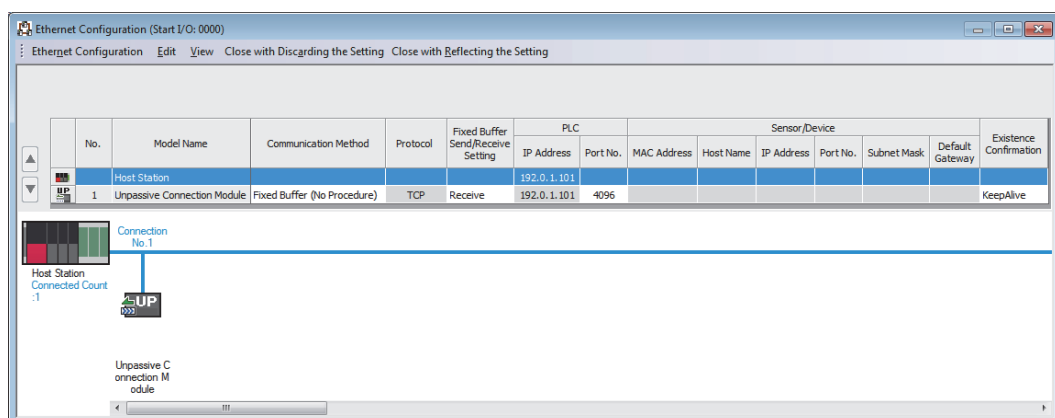 Ethernet Configuration (Start I/O: 0000)
Ethernet Configuration Edit View Close with Discarding the Setting Close with Reflecting the Setting
No. Model Name Communication Method Protocol Fixed Buffer Send/Receive Setting PLC Sensor/Device Existence Confirmation
IP Address Port No. MAC Address Host Name IP Address Port No. Subnet Mask Default Gateway
Host Station 192.0.1.101
UP 1 Unpassive Connection Module Fixed Buffer (No Procedure) TCP Receive 192.0.1.101 4096 KeepAlive
Connection
No.1
Host Station
Connected Count
:1
UP
Unpassive C
onnection M
odule